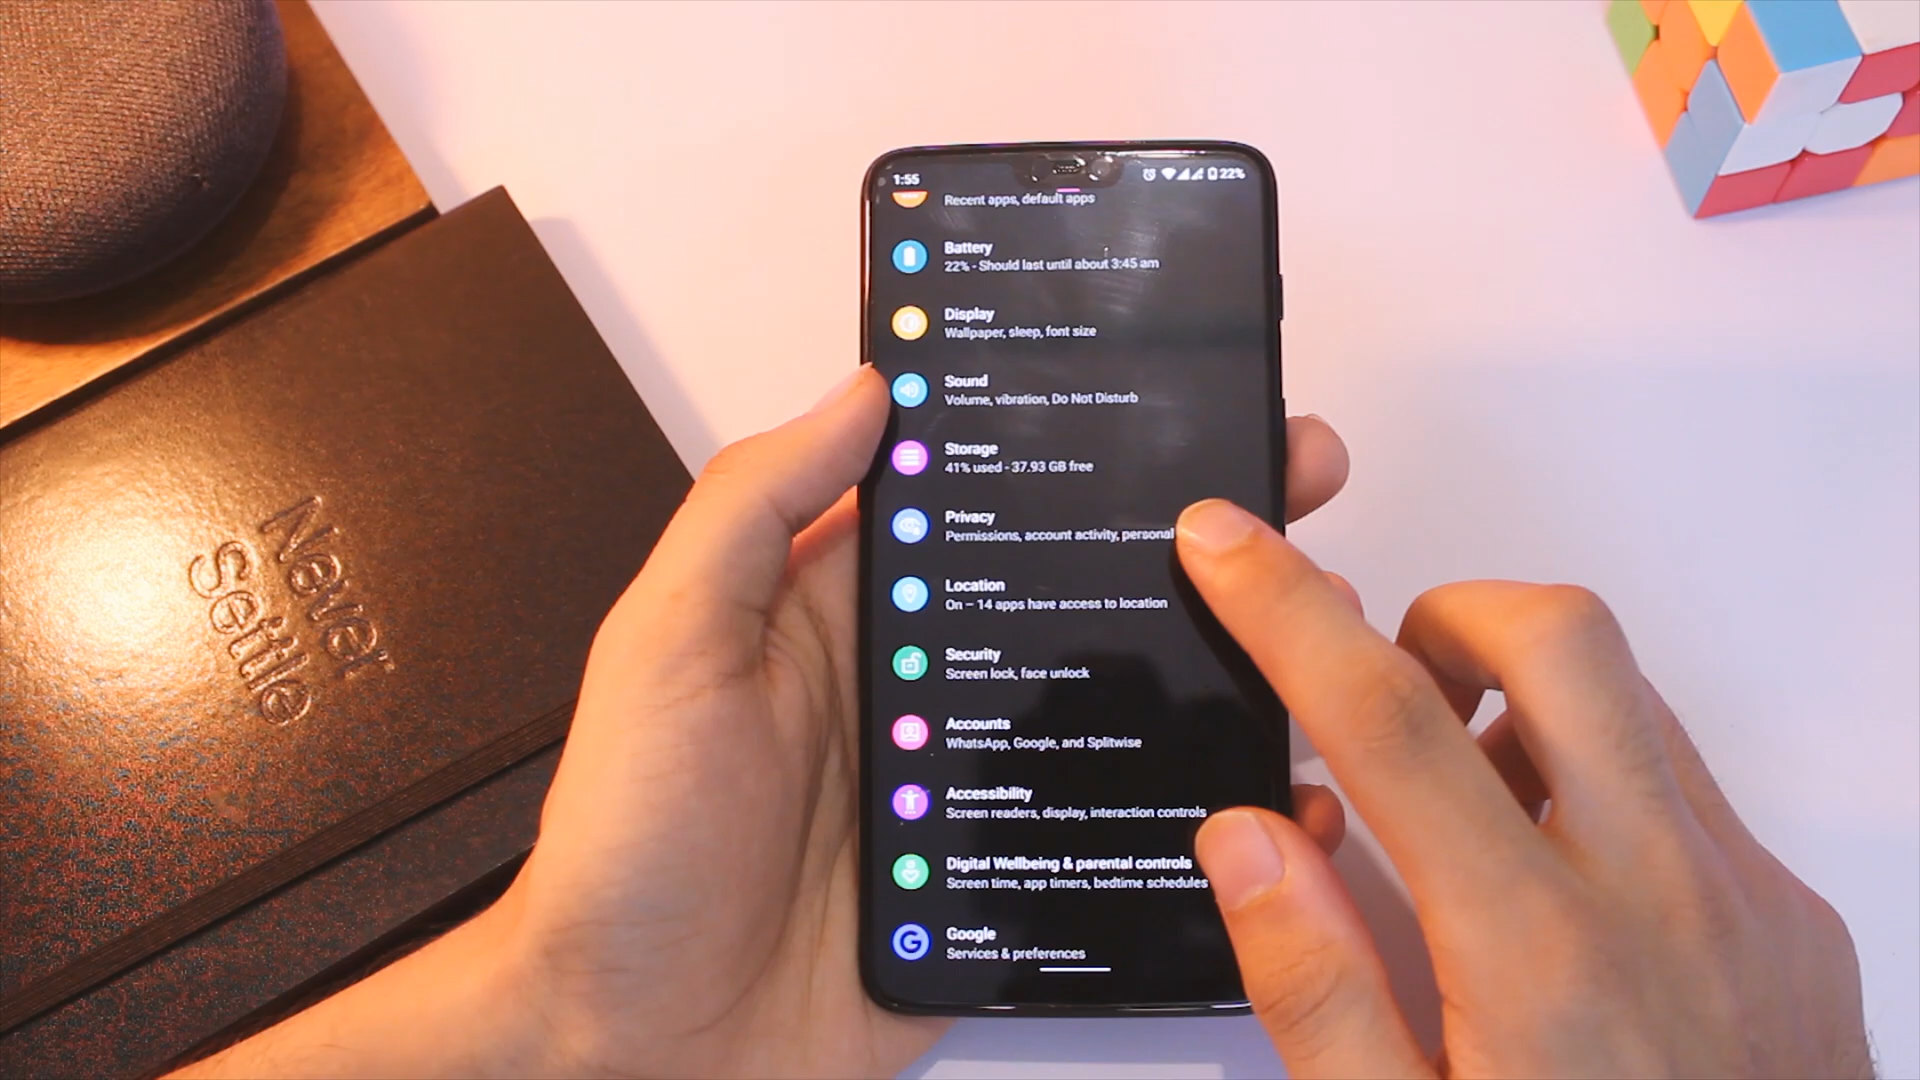 1:55
22%
Recent apps, default apps
Battery
22% - Should last until about 3:45 am
Display
Wallpaper, sleep, font size
Sound
Volume, vibration, Do Not Disturb
Storage
41% used - 37.93 GB free
Privacy
Permissions, account activity, personal
Location
On – 14 apps have access to location
Security
Screen lock, face unlock
Accounts
WhatsApp, Google, and Splitwise
Accessibility
Screen readers, display, interaction controls
Digital Wellbeing & parental controls
Screen time, app timers, bedtime schedules
Google
Services & preferences
Never
Settle